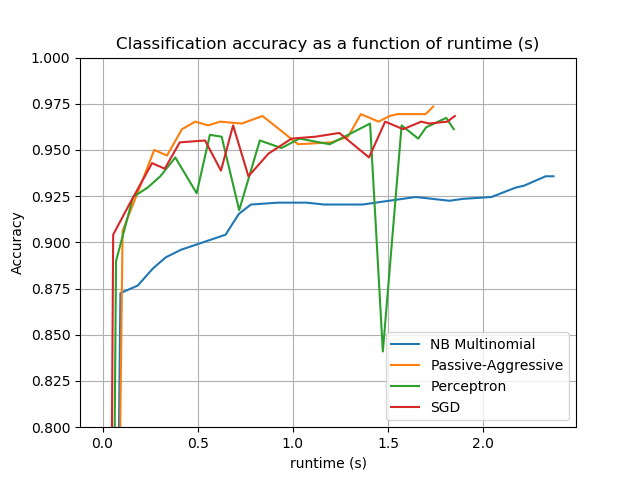 Classification accuracy as a function of runtime (s)
1.000
0.975
0.950
0.925
0.900
0.875
0.850
0.825
0.800
Accuracy
NB Multinomial
Passive-Aggressive
Perceptron
SGD
0.0 0.5 1.0 1.5 2.0
runtime (s)